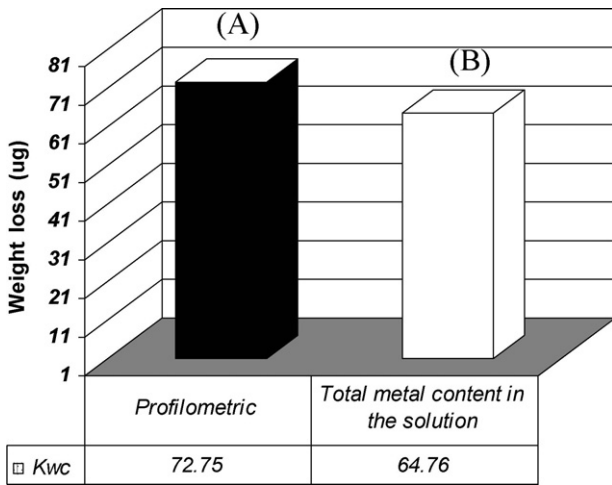 (A)
(B)
Weight loss (ug)
81
71
61
51
41
31
21
11
1
Profilometric
Total metal content in
the solution
Kwc
72.75
64.76